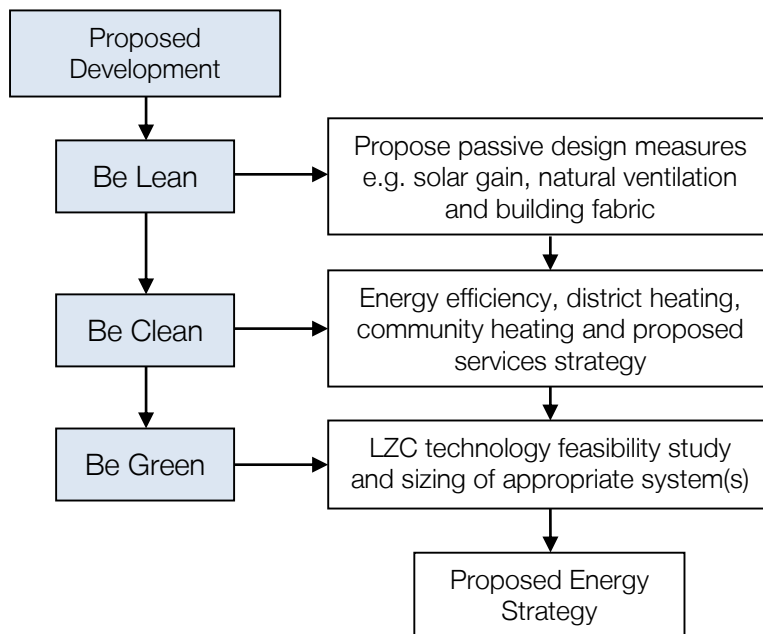 Proposed
Development
Be Lean
Propose passive design measures
e.g. solar gain, natural ventilation
and building fabric
Be Clean
Energy efficiency, district heating,
community heating and proposed
services strategy
Be Green
LZC technology feasibility study
and sizing of appropriate system(s)
Proposed Energy
Strategy